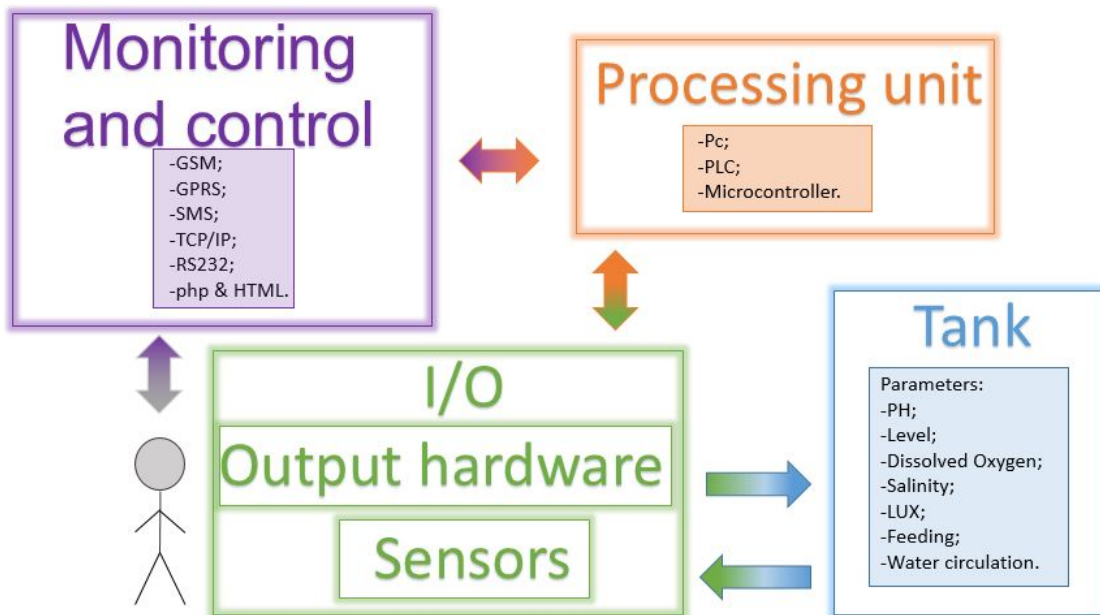 Monitoring
and control
-GSM;
-GPRS;
-SMS;
-TCP/IP;
-RS232;
-php & HTML.
Processing unit
-Pc;
-PLC;
-Microcontroller.
I/O
Output hardware
Sensors
Tank
Parameters:
-PH;
-Level;
-Dissolved Oxygen;
-Salinity;
-LUX;
-Feeding;
-Water circulation.